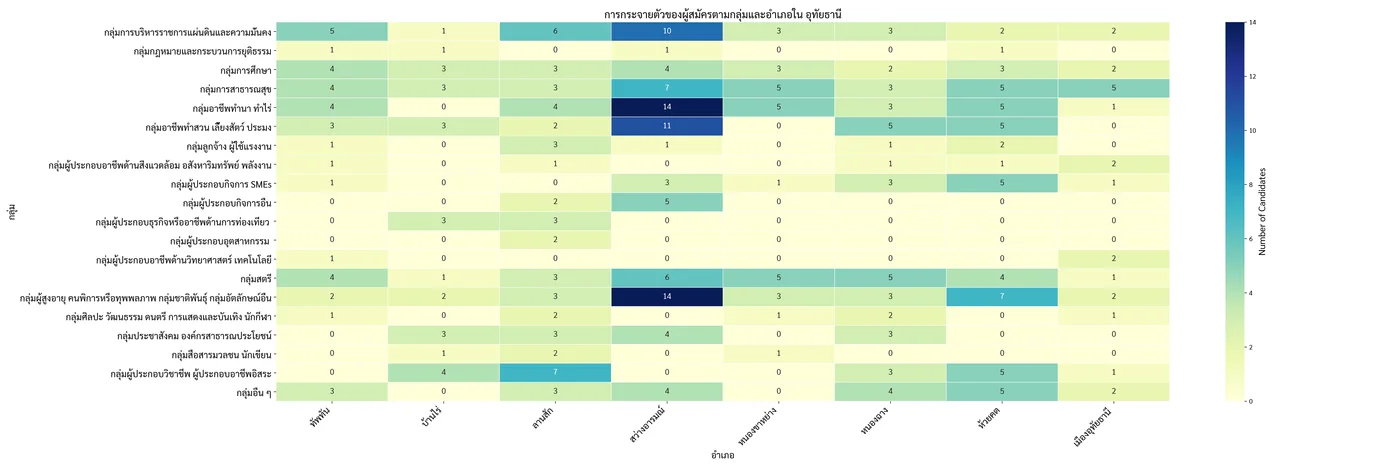 การกระจายตัวของผู้สมัครตามกลุ่มและอำเภอใน อุทัยธานี
กลุ่มการบริหารราชการแผ่นดินและความมั่นคง 5 1 6 10 3 3 2 2
กลุ่มกฎหมายและกระบวนการยุติธรรม 1 1 0 1 0 0 1 0
กลุ่มการศึกษา 4 3 3 4 3 2 3 2
กลุ่มการสาธารณสุข 4 3 3 7 5 3 5 5
กลุ่มอาชีพทำนา ทำไร่ 4 0 4 14 5 3 5 1
กลุ่มอาชีพทำสวน เลี้ยงสัตว์ ประมง 3 3 2 11 0 5 5 0
กลุ่มลูกจ้าง ผู้ใช้แรงงาน 1 0 3 1 0 1 2 0
กลุ่มผู้ประกอบอาชีพด้านสิ่งแวดล้อม อสังหาริมทรัพย์ พลังงาน 1 0 1 0 0 1 1 2
กลุ่มผู้ประกอบกิจการ SMEs 1 0 0 3 1 3 5 1
กลุ่มผู้ประกอบกิจการอื่น 0 0 2 5 0 0 0 0
กลุ่มผู้ประกอบธุรกิจหรืออาชีพด้านการท่องเที่ยว 0 3 3 0 0 0 0 0
กลุ่มผู้ประกอบอุตสาหกรรม 0 0 2 0 0 0 0 0
กลุ่มผู้ประกอบอาชีพด้านวิทยาศาสตร์ เทคโนโลยี 1 0 0 0 0 0 0 2
กลุ่มสตรี 4 1 3 6 5 5 4 1
กลุ่มผู้สูงอายุ คนพิการหรือทุพพลภาพ กลุ่มชาติพันธุ์ กลุ่มอัตลักษณ์อื่น 2 2 3 14 3 3 7 2
กลุ่มศิลปะ วัฒนธรรม ดนตรี การแสดงและบันเทิง นักกีฬา 1 0 2 0 1 2 0 1
กลุ่มประชาสังคม องค์กรสาธารณประโยชน์ 0 3 3 4 0 3 0 0
กลุ่มสื่อสารมวลชน นักเขียน 0 1 2 0 1 0 0 0
กลุ่มผู้ประกอบวิชาชีพ ผู้ประกอบอาชีพอิสระ 0 4 7 0 0 3 5 1
กลุ่มอื่น ๆ 3 0 3 4 0 4 5 2
กลุ่ม
ทัพทัน บ้านไร่ ลานสัก สว่างอารมณ์ หนองขาหย่าง หนองฉาง ห้วยคต เมืองอุทัยธานี
อำเภอ
14
12
10
8
6
4
2
0
Number of Candidates